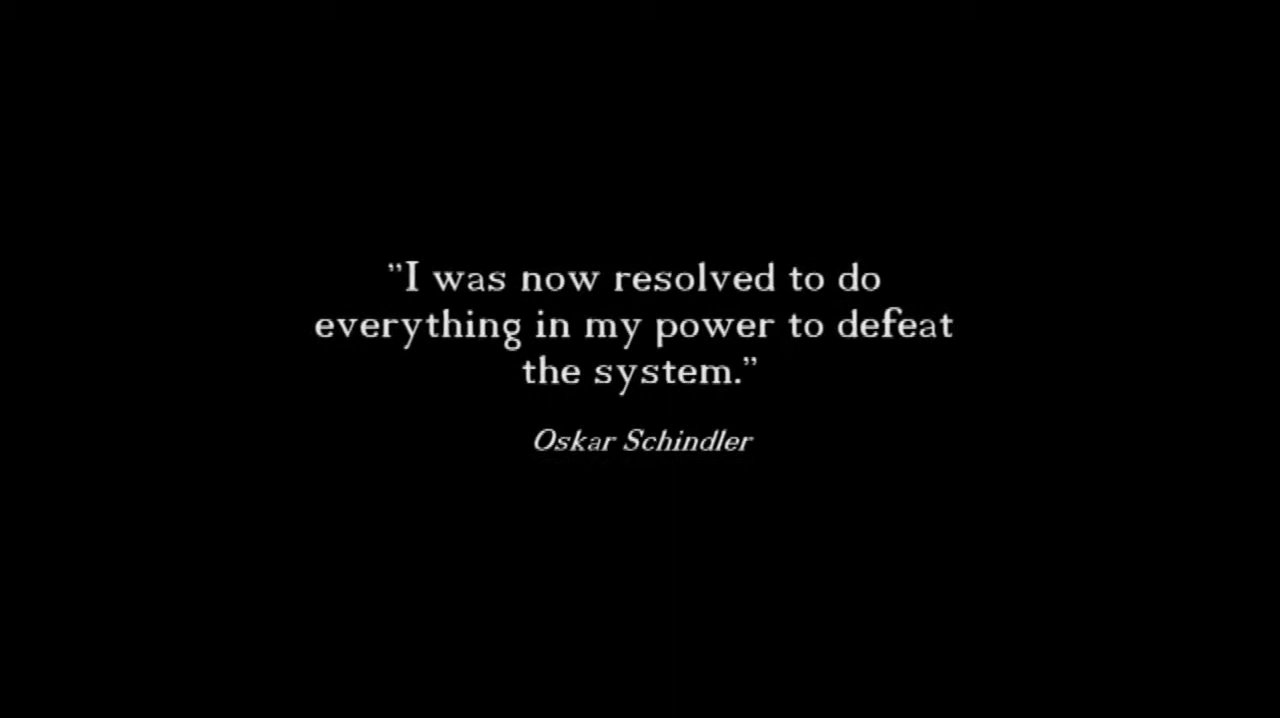 "I was now resolved to do
everything in my power to defeat
the system."
Oskar Schindler